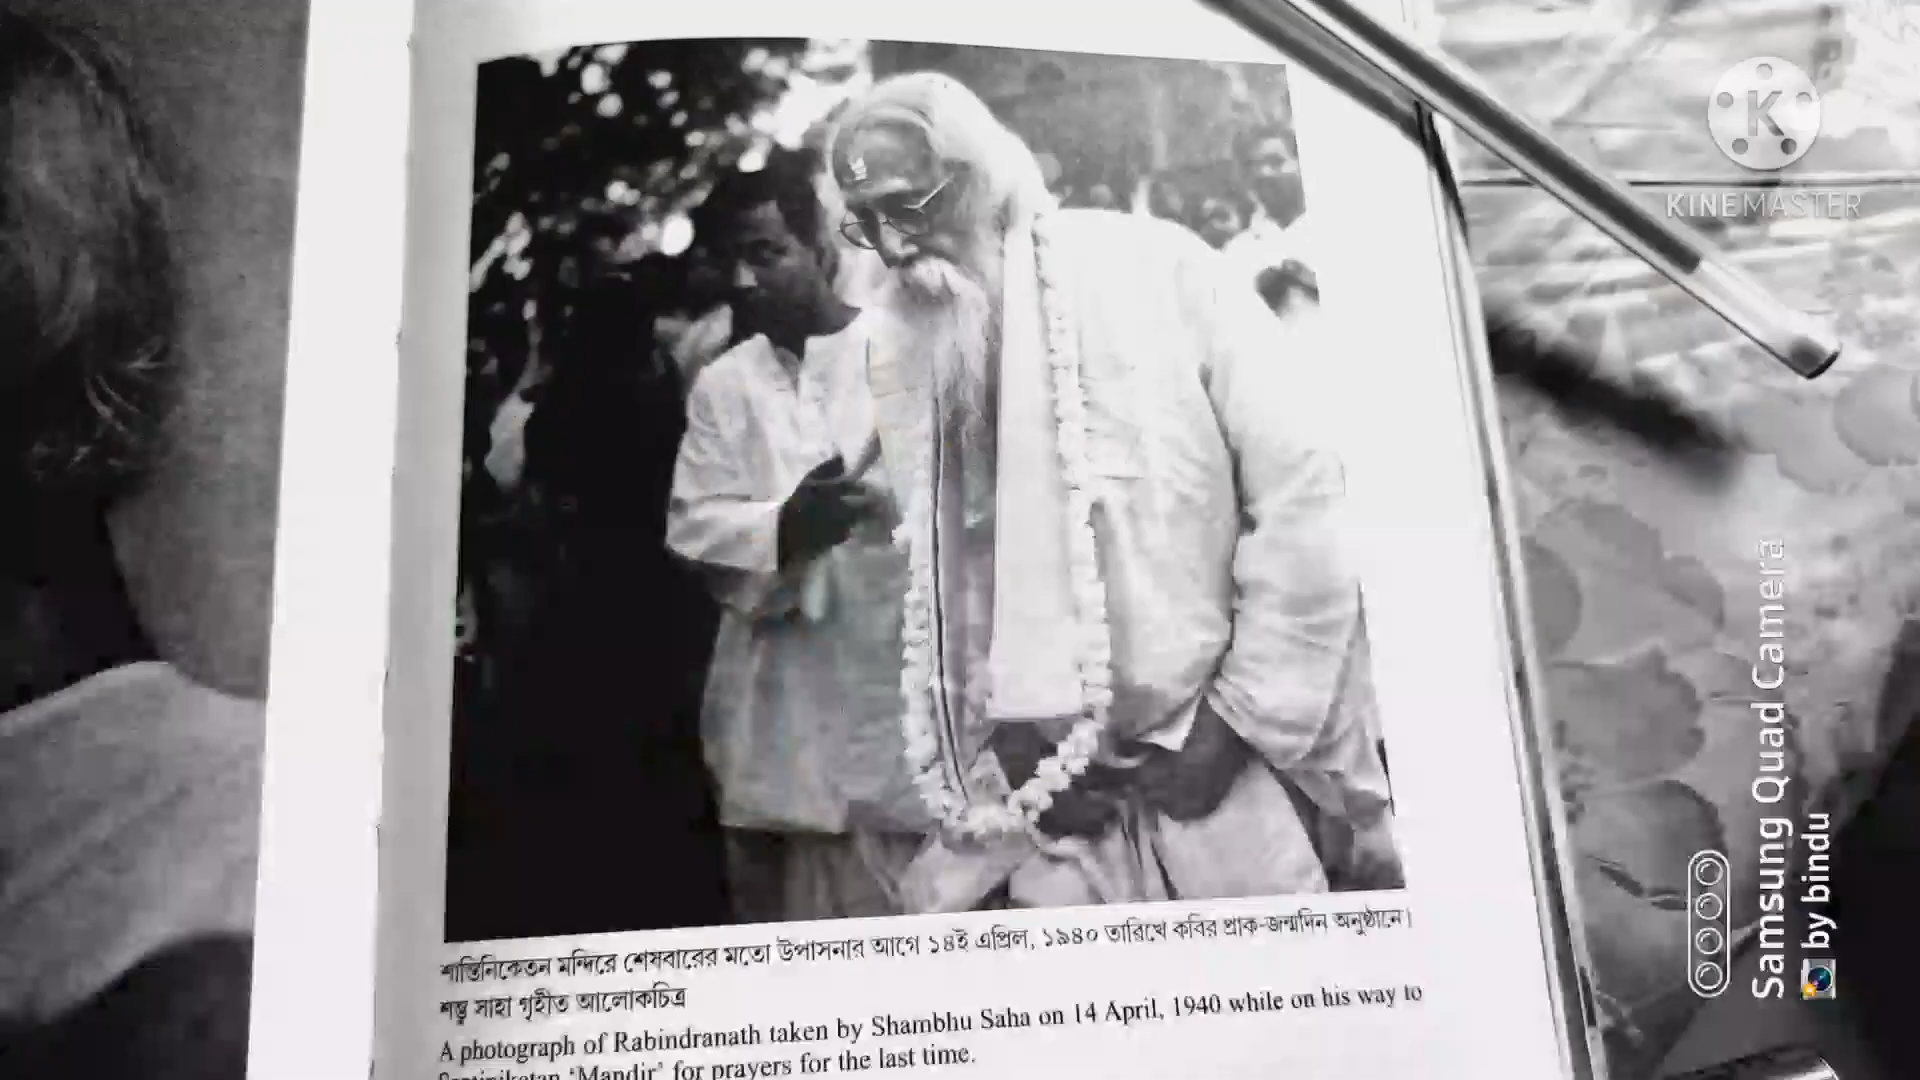 শান্তিনিকেতন মন্দিরে শেষবারের মতো উপাসনার আগে ১৪ই এপ্রিল, ১৯৪০ তারিখে কবির প্রাক-জন্মদিন অনুষ্ঠানে।
শম্ভু সাহা গৃহীত আলোকচিত্র
A photograph of Rabindranath taken by Shambhu Saha on 14 April, 1940 while on his way to
Santiniketan ‘Mandir’ for prayers for the last time.
K
KINEMASTER
Samsung Quad Camera
by bindu